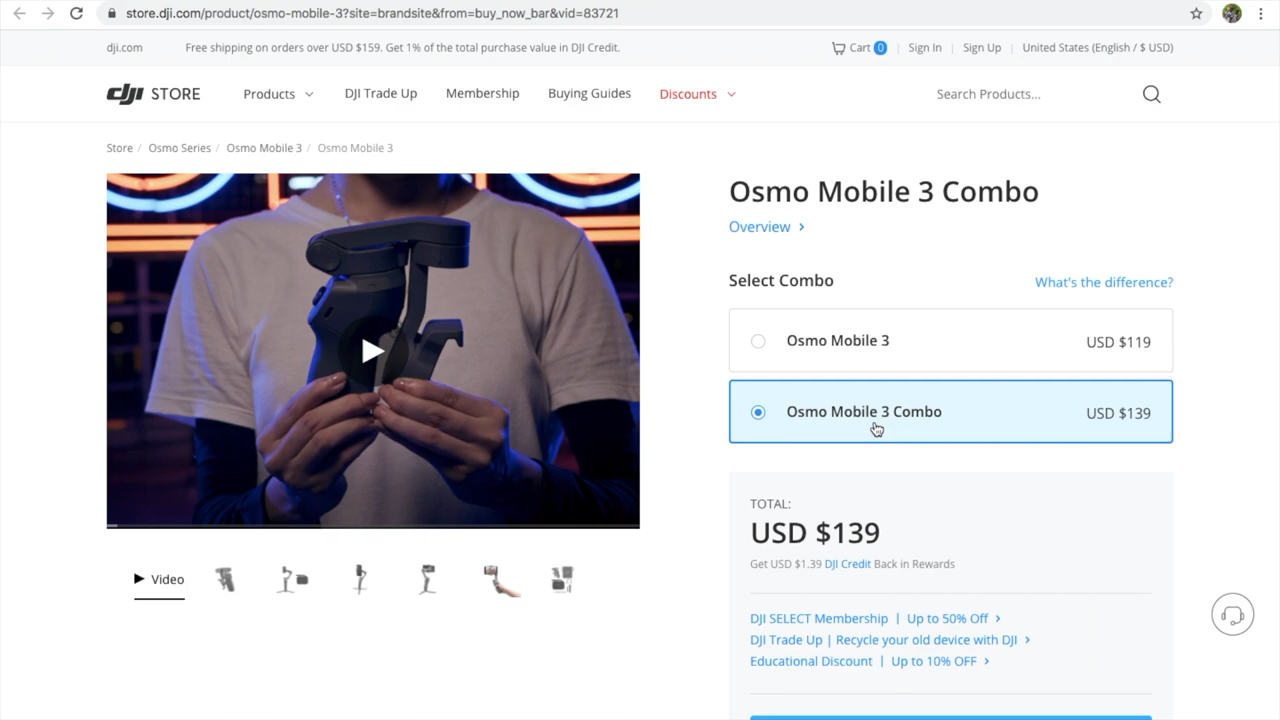 store.dji.com/product/osmo-mobile-3?site=brandsite&from=buy_now_bar&vid=83721
dji.com Free shipping on orders over USD $159. Get 1% of the total purchase value in DJI Credit. Cart 0 | Sign In | Sign Up | United States (English / $ USD)
dji STORE Products DJI Trade Up Membership Buying Guides Discounts Search Products...
Store / Osmo Series / Osmo Mobile 3 / Osmo Mobile 3
Osmo Mobile 3 Combo
Overview >
Select Combo What's the difference?
Osmo Mobile 3 USD $119
Osmo Mobile 3 Combo USD $139
TOTAL:
USD $139
Get USD $1.39 DJI Credit Back in Rewards
Video
DJI SELECT Membership | Up to 50% Off >
DJI Trade Up | Recycle your old device with DJI >
Educational Discount | Up to 10% OFF >